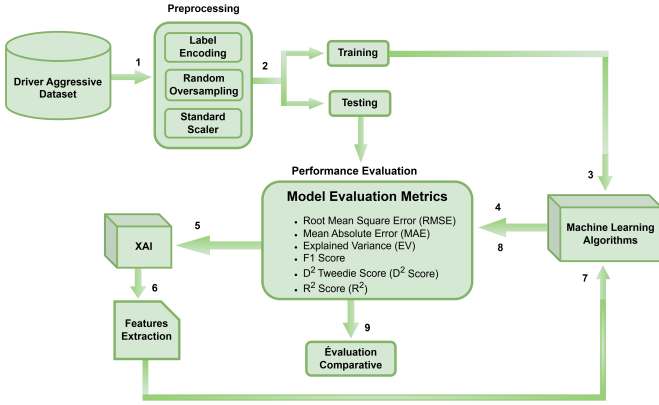 Preprocessing
Driver Aggressive
Dataset
1
Label
Encoding
Random
Oversampling
Standard
Scaler
2
Training
Testing
3
Performance Evaluation
Model Evaluation Metrics
• Root Mean Square Error (RMSE)
• Mean Absolute Error (MAE)
• Explained Variance (EV)
• F1 Score
• D² Tweedie Score (D² Score)
• R² Score (R²)
4
8
Machine Learning
Algorithms
7
5
XAI
6
Features
Extraction
9
Évaluation
Comparative